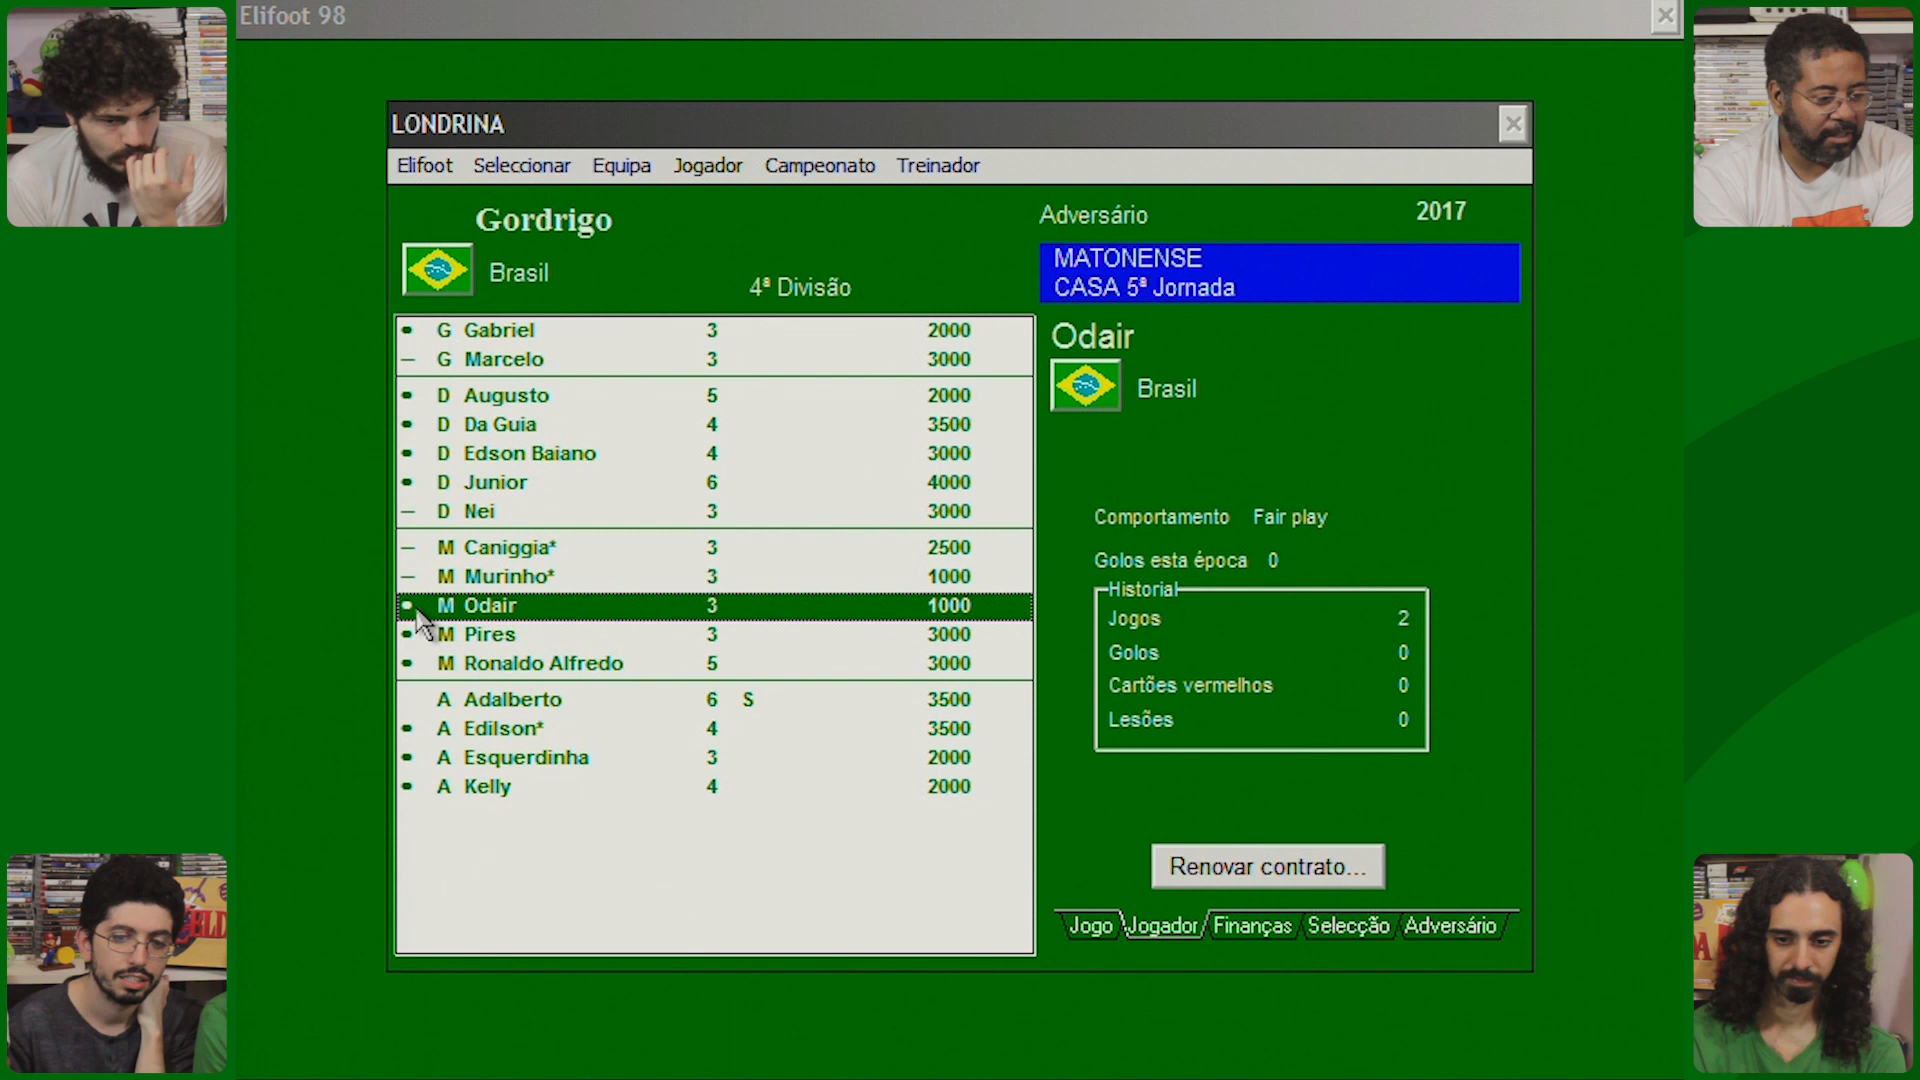 Elifoot 98
LONDRINA
Elifoot Seleccionar Equipa Jogador Campeonato Treinador
Gordrigo
Brasil
4ª Divisão
Adversário 2017
MATONENSE
CASA 5ª Jornada
G Gabriel 3 2000
G Marcelo 3 3000
D Augusto 5 2000
D Da Guia 4 3500
D Edson Baiano 4 3000
D Junior 6 4000
D Nei 3 3000
M Caniggia* 3 2500
M Murinho* 3 1000
M Odair 3 1000
M Pires 3 3000
M Ronaldo Alfredo 5 3000
A Adalberto 6 S 3500
A Edilson* 4 3500
A Esquerdinha 3 2000
A Kelly 4 2000
Odair
Brasil
Comportamento Fair play
Golos esta época 0
Historial
Jogos 2
Golos 0
Cartões vermelhos 0
Lesões 0
Renovar contrato...
Jogo Jogador Finanças Selecção Adversário